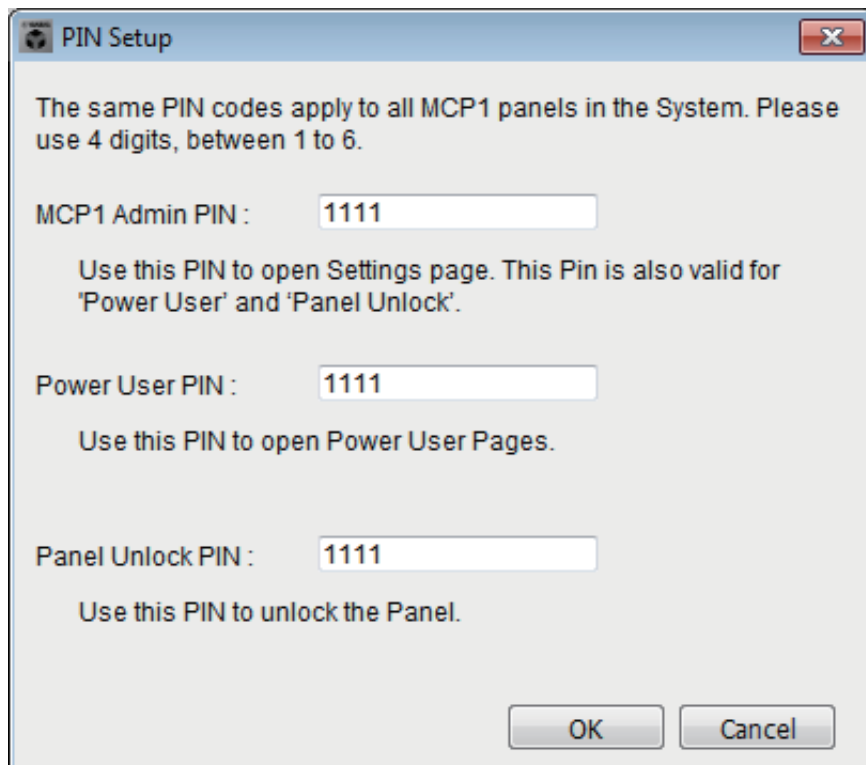 PIN Setup
The same PIN codes apply to all MCP1 panels in the System. Please
use 4 digits, between 1 to 6.
MCP1 Admin PIN : 1111
Use this PIN to open Settings page. This Pin is also valid for
'Power User’ and ‘Panel Unlock’.
Power User PIN : 1111
Use this PIN to open Power User Pages.
Panel Unlock PIN : 1111
Use this PIN to unlock the Panel.
OK Cancel